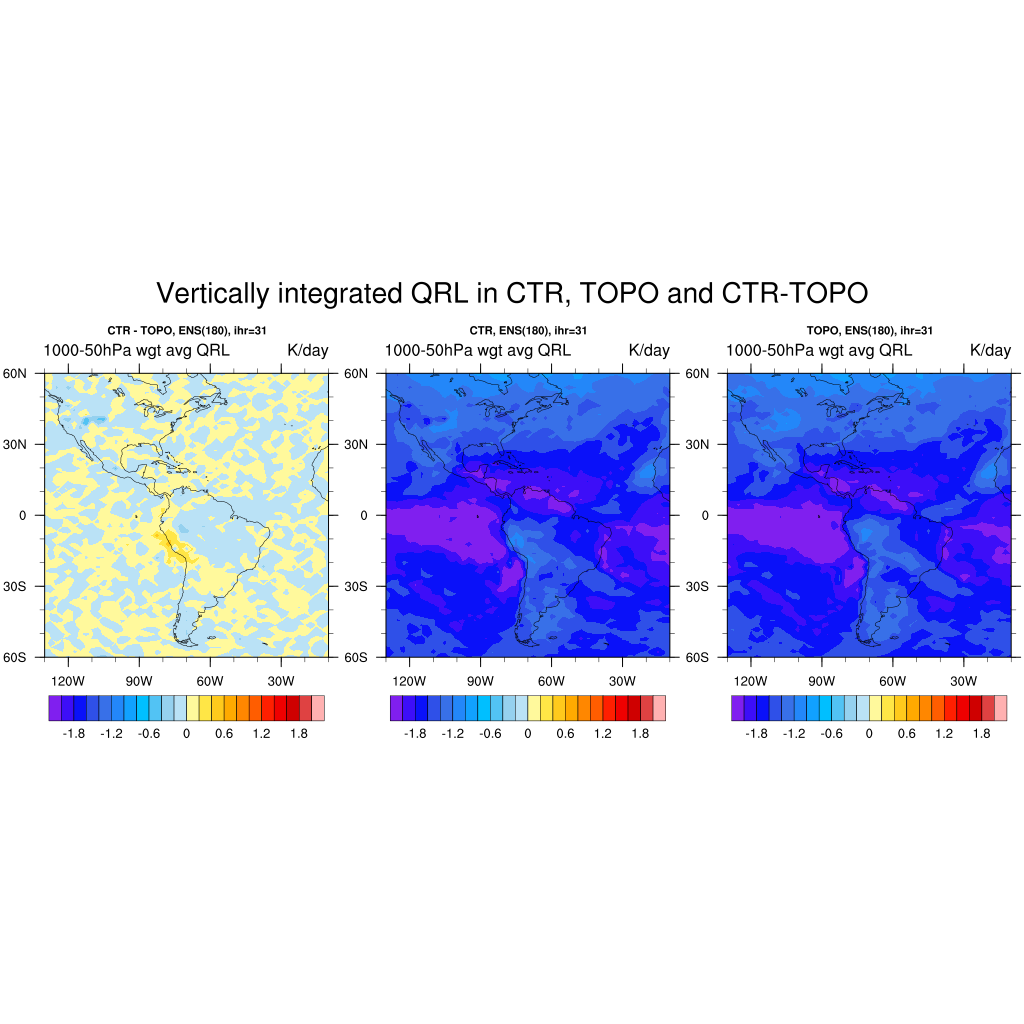 Vertically integrated QRL in CTR, TOPO and CTR-TOPO
CTR - TOPO, ENS(180), ihr=31
1000-50hPa wgt avg QRL K/day
60N
30N
0
30S
60S
120W 90W 60W 30W
-1.8 -1.2 -0.6 0 0.6 1.2 1.8
CTR, ENS(180), ihr=31
1000-50hPa wgt avg QRL K/day
60N
30N
0
30S
60S
120W 90W 60W 30W
-1.8 -1.2 -0.6 0 0.6 1.2 1.8
TOPO, ENS(180), ihr=31
1000-50hPa wgt avg QRL K/day
60N
30N
0
30S
60S
120W 90W 60W 30W
-1.8 -1.2 -0.6 0 0.6 1.2 1.8